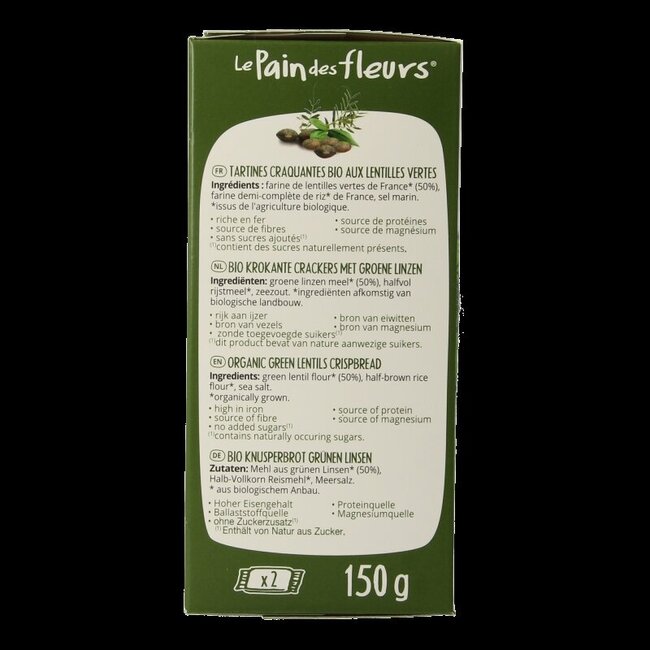 Le Pain des fleurs®
FR TARTINES CRAQUANTES BIO AUX LENTILLES VERTES
Ingrédients : farine de lentilles vertes de France* (50%),
farine demi-complète de riz* de France, sel marin.
*issus de l'agriculture biologique.
• riche en fer • source de protéines
• source de fibres • source de magnésium
• sans sucres ajoutés(1)
(1)contient des sucres naturellement présents.
NL BIO KROKANTE CRACKERS MET GROENE LINZEN
Ingrediënten: groene linzen meel* (50%), halfvol
rijstmeel*, zeezout. *ingrediënten afkomstig van
biologische landbouw.
• rijk aan ijzer • bron van eiwitten
• bron van vezels • bron van magnesium
• zonde toegevoegde suikers(1)
(1)dit product bevat van nature aanwezige suikers.
EN ORGANIC GREEN LENTILS CRISPBREAD
Ingredients: green lentil flour* (50%), half-brown rice
flour*, sea salt.
*organically grown.
• high in iron • source of protein
• source of fibre • source of magnesium
• no added sugars(1)
(1)contains naturally occuring sugars.
DE BIO KNUSPERBROT GRÜNEN LINSEN
Zutaten: Mehl aus grünen Linsen* (50%),
Halb-Vollkorn Reismehl*, Meersalz.
* aus biologischem Anbau.
• Hoher Eisengehalt • Proteinquelle
• Ballaststoffquelle • Magnesiumquelle
• ohne Zuckerzusatz(1)
(1) Enthält von Natur aus Zucker.
x2 150 g